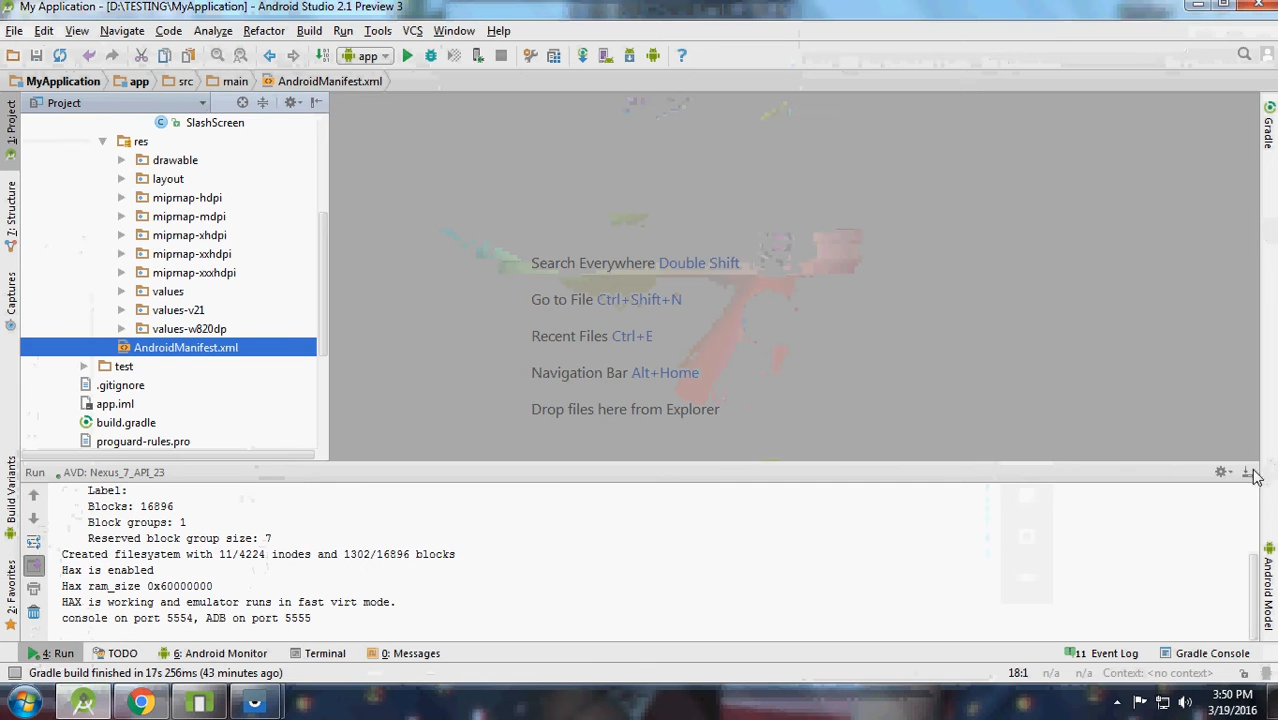 My Application - [D:\TESTING\MyApplication] - Android Studio 2.1 Preview 3
File Edit View Navigate Code Analyze Refactor Build Run Tools VCS Window Help
app
MyApplication app src main AndroidManifest.xml
1: Project
7: Structure
Captures
Build Variants
2: Favorites
Project
SlashScreen
res
drawable
layout
mipmap-hdpi
mipmap-mdpi
mipmap-xhdpi
mipmap-xxhdpi
mipmap-xxxhdpi
values
values-v21
values-w820dp
AndroidManifest.xml
test
.gitignore
app.iml
build.gradle
proguard-rules.pro
Search Everywhere Double Shift
Go to File Ctrl+Shift+N
Recent Files Ctrl+E
Navigation Bar Alt+Home
Drop files here from Explorer
Gradle
Android Model
Run AVD: Nexus_7_API_23
Label:
Blocks: 16896
Block groups: 1
Reserved block group size: 7
Created filesystem with 11/4224 inodes and 1302/16896 blocks
Hax is enabled
Hax ram_size 0x60000000
HAX is working and emulator runs in fast virt mode.
console on port 5554, ADB on port 5555
4: Run TODO 6: Android Monitor Terminal 0: Messages 11 Event Log Gradle Console
Gradle build finished in 17s 256ms (43 minutes ago) 18:1 n/a n/a Context: <no context>
3:50 PM
3/19/2016